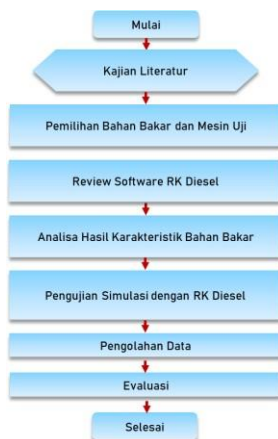 Mulai
Kajian Literatur
Pemilihan Bahan Bakar dan Mesin Uji
Review Software RK Diesel
Analisa Hasil Karakteristik Bahan Bakar
Pengujian Simulasi dengan RK Diesel
Pengolahan Data
Evaluasi
Selesai